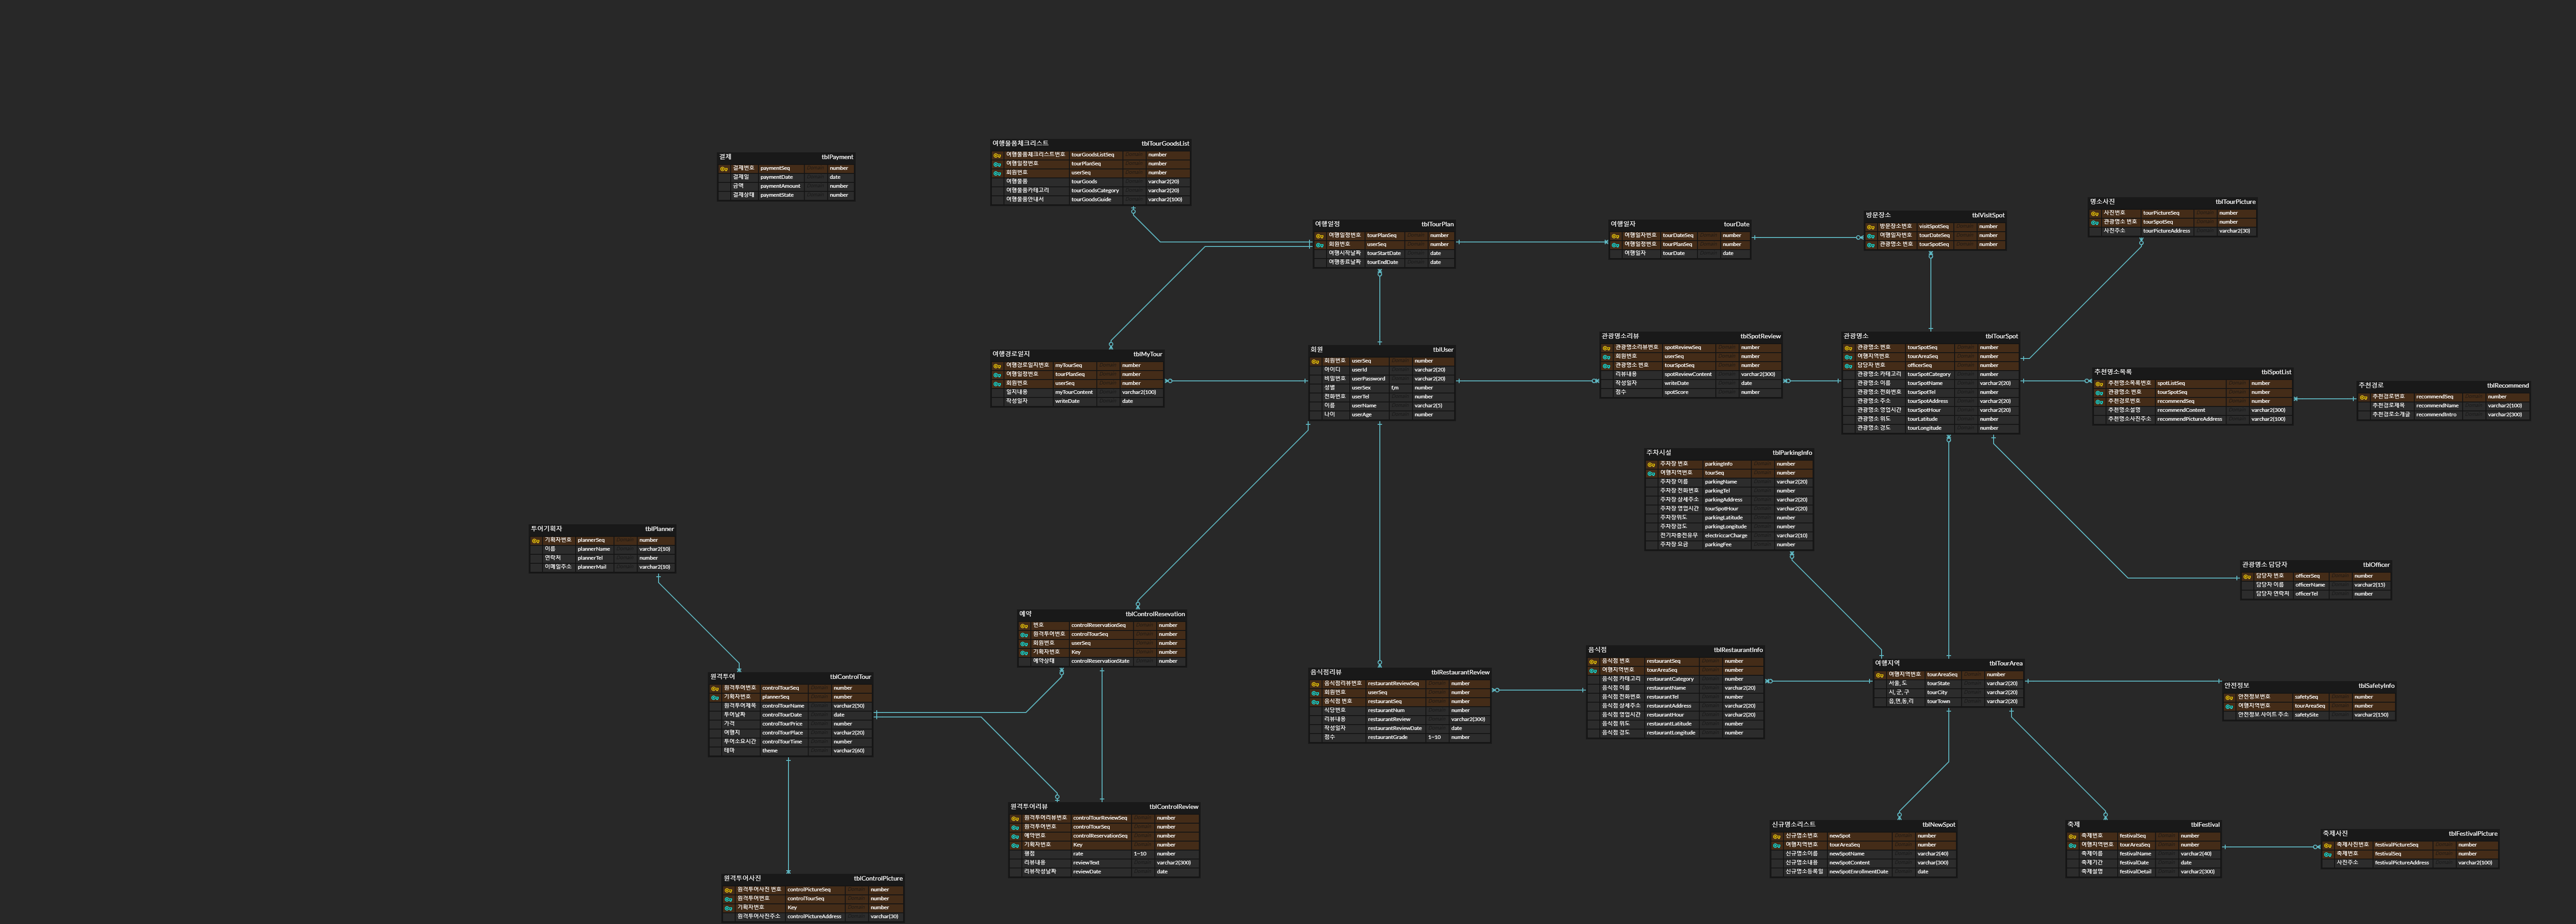 결제 tblPayment
결제번호 paymentSeq number
결제일 paymentDate date
금액 paymentAmount number
결제상태 paymentState number
여행물품체크리스트 tblTourGoodsList
여행물품체크리스트번호 tourGoodsListSeq number
여행일정번호 tourPlanSeq number
회원번호 userSeq number
여행물품 tourGoods varchar2(20)
여행물품카테고리 tourGoodsCategory varchar2(20)
여행물품안내서 tourGoodsGuide varchar2(100)
여행일정 tblTourPlan
여행일정번호 tourPlanSeq number
회원번호 userSeq number
여행시작날짜 tourStartDate date
여행종료날짜 tourEndDate date
여행일자 tourDate
여행일자번호 tourDateSeq number
여행일정번호 tourPlanSeq number
여행일자 tourDate date
방문장소 tblVisitSpot
방문장소번호 visitSpotSeq number
여행일자번호 tourDateSeq number
관광명소 번호 tourSpotSeq number
명소사진 tblTourPicture
사진번호 tourPictureSeq number
관광명소 번호 tourSpotSeq number
사진주소 tourPictureAddress varchar2(30)
여행경로일지 tblMyTour
여행경로일지번호 myTourSeq number
여행일정번호 tourPlanSeq number
회원번호 userSeq number
일지내용 myTourContent varchar2(100)
작성일자 writeDate date
회원 tblUser
회원번호 userSeq number
아이디 userId varchar2(20)
비밀번호 userPassword varchar2(20)
성별 userSex f,m number
전화번호 userTel number
이름 userName varchar2(5)
나이 userAge number
관광명소리뷰 tblSpotReview
관광명소리뷰번호 spotReviewSeq number
회원번호 userSeq number
관광명소 번호 tourSpotSeq number
리뷰내용 spotReviewContent varchar2(300)
작성일자 writeDate date
점수 spotScore number
관광명소 tblTourSpot
관광명소 번호 tourSpotSeq number
여행지역번호 tourAreaSeq number
담당자 번호 officerSeq number
관광명소 카테고리 tourSpotCategory number
관광명소 이름 tourSpotName varchar2(20)
관광명소 전화번호 tourSpotTel number
관광명소 주소 tourSpotAddress varchar2(20)
관광명소 영업시간 tourSpotHour varchar2(20)
관광명소 위도 tourLatitude number
관광명소 경도 tourLongitude number
추천명소목록 tblSpotList
추천명소목록번호 spotListSeq number
관광명소 번호 tourSpotSeq number
추천경로번호 recommendSeq number
추천명소설명 recommendContent varchar2(300)
추천명소사진주소 recommendPictureAddress varchar2(100)
추천경로 tblRecommend
추천경로번호 recommendSeq number
추천경로제목 recommendName varchar2(100)
추천경로소개글 recommendIntro varchar2(300)
주차시설 tblParkingInfo
주차장 번호 parkingInfo number
여행지역번호 tourSeq number
주차장 이름 parkingName varchar2(20)
주차장 전화번호 parkingTel number
주차장 상세주소 parkingAddress varchar2(20)
주차장 영업시간 tourSpotHour varchar2(20)
주차장위도 parkingLatitude number
주차장경도 parkingLongitude number
전기차충전유무 electriccarCharge varchar2(10)
주차장 요금 parkingFee number
투어기획자 tblPlanner
기획자번호 plannerSeq number
이름 plannerName varchar2(10)
연락처 plannerTel number
이메일주소 plannerMail varchar2(10)
관광명소 담당자 tblOfficer
담당자 번호 officerSeq number
담당자 이름 officerName varchar2(15)
담당자 연락처 officerTel number
예약 tblControlResevation
번호 controlReservationSeq number
원격투어번호 controlTourSeq number
회원번호 userSeq number
기획자번호 Key number
예약상태 controlReservationState number
원격투어 tblControlTour
원격투어번호 controlTourSeq number
기획자번호 plannerSeq number
원격투어제목 controlTourName varchar2(50)
투어날짜 controlTourDate date
가격 controlTourPrice number
여행지 controlTourPlace varchar2(20)
투어소요시간 controlTourTime number
테마 theme varchar2(60)
음식점리뷰 tblRestaurantReview
음식점리뷰번호 restaurantReviewSeq number
회원번호 userSeq number
음식점 번호 restaurantSeq number
식당번호 restaurantNum number
리뷰내용 restaurantReview varchar2(300)
작성일자 restaurantReviewDate date
점수 restaurantGrade 1~10 number
음식점 tblRestaurantInfo
음식점 번호 restaurantSeq number
여행지역번호 tourAreaSeq number
음식점 카테고리 restaurantCategory number
음식점 이름 restaurantName varchar2(20)
음식점 전화번호 restaurantTel number
음식점 상세주소 restaurantAddress varchar2(20)
음식점 영업시간 restaurantHour varchar2(20)
음식점 위도 restaurantLatitude number
음식점 경도 restaurantLongitude number
여행지역 tblTourArea
여행지역번호 tourAreaSeq number
서울, 도 tourState varchar2(20)
시, 군, 구 tourCity varchar2(20)
읍,면,동,리 tourTown varchar2(20)
안전정보 tblSafetyInfo
안전정보번호 safetySeq number
여행지역번호 tourAreaSeq number
안전정보 사이트 주소 safetySite varchar2(150)
원격투어리뷰 tblControlReview
원격투어리뷰번호 controlTourReviewSeq number
원격투어번호 controlTourSeq number
예약번호 controlReservationSeq number
기획자번호 Key number
평점 rate 1~10 number
리뷰내용 reviewText varchar2(300)
리뷰작성날짜 reviewDate date
신규명소리스트 tblNewSpot
신규명소번호 newSpot number
여행지역번호 tourAreaSeq number
신규명소이름 newSpotName varchar2(40)
신규명소내용 newSpotContent varchar(300)
신규명소등록일 newSpotEnrollmentDate date
축제 tblFestival
축제번호 festivalSeq number
여행지역번호 tourAreaSeq number
축제이름 festivalName varchar2(40)
축제기간 festivalDate date
축제설명 festivalDetail varchar2(300)
축제사진 tblFestivalPicture
축제사진번호 festivalPictureSeq number
축제번호 festivalSeq number
사진주소 festivalPictureAddress varchar2(100)
원격투어사진 tblControlPicture
원격투어사진 번호 controlPictureSeq number
원격투어번호 controlTourSeq number
기획자번호 Key number
원격투어사진주소 controlPictureAddress varchar(30)